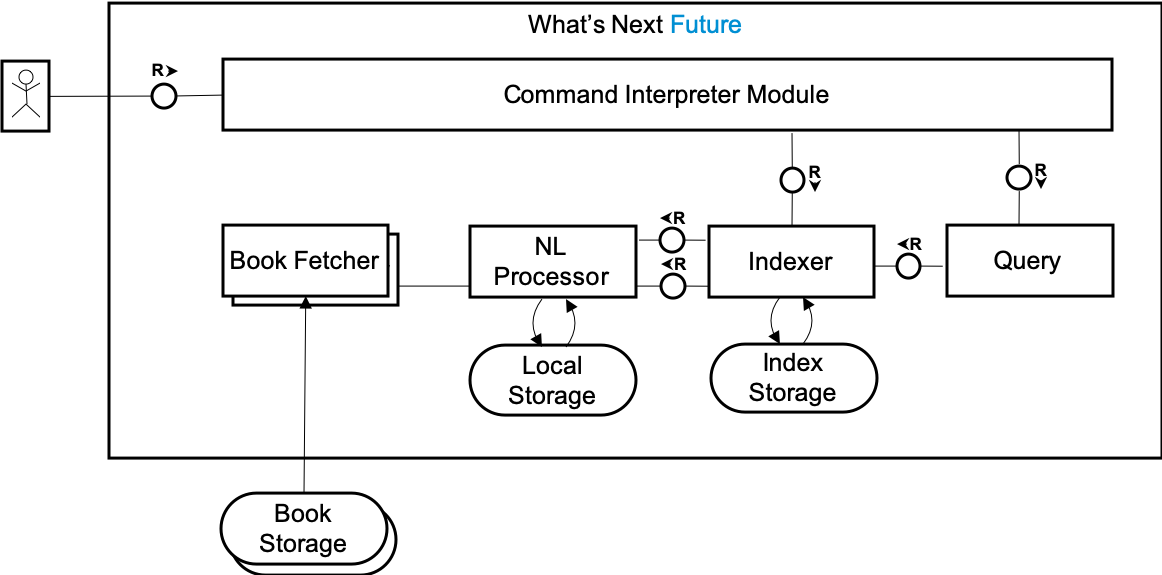 What's Next Future
R
Command Interpreter Module
R
R
R
R
R
Book Fetcher
NL
Processor
Indexer
Query
Local
Storage
Index
Storage
Book
Storage